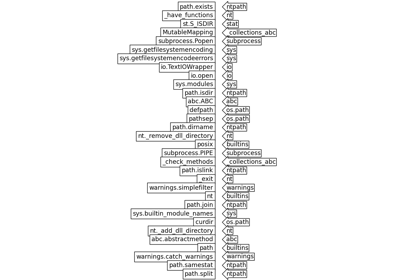 path.exists ntpath
_have_functions nt
st.S_ISDIR stat
MutableMapping _collections_abc
subprocess.Popen subprocess
sys.getfilesystemencoding sys
sys.getfilesystemencodeerrors sys
io.TextIOWrapper io
io.open io
sys.modules sys
path.isdir ntpath
abc.ABC abc
defpath os.path
pathsep os.path
path.dirname ntpath
nt._remove_dll_directory nt
posix builtins
subprocess.PIPE subprocess
_check_methods _collections_abc
path.islink ntpath
_exit nt
warnings.simplefilter warnings
nt builtins
path.join ntpath
sys.builtin_module_names sys
curdir os.path
nt._add_dll_directory nt
abc.abstractmethod abc
path builtins
warnings.catch_warnings warnings
path.samestat ntpath
path.split ntpath